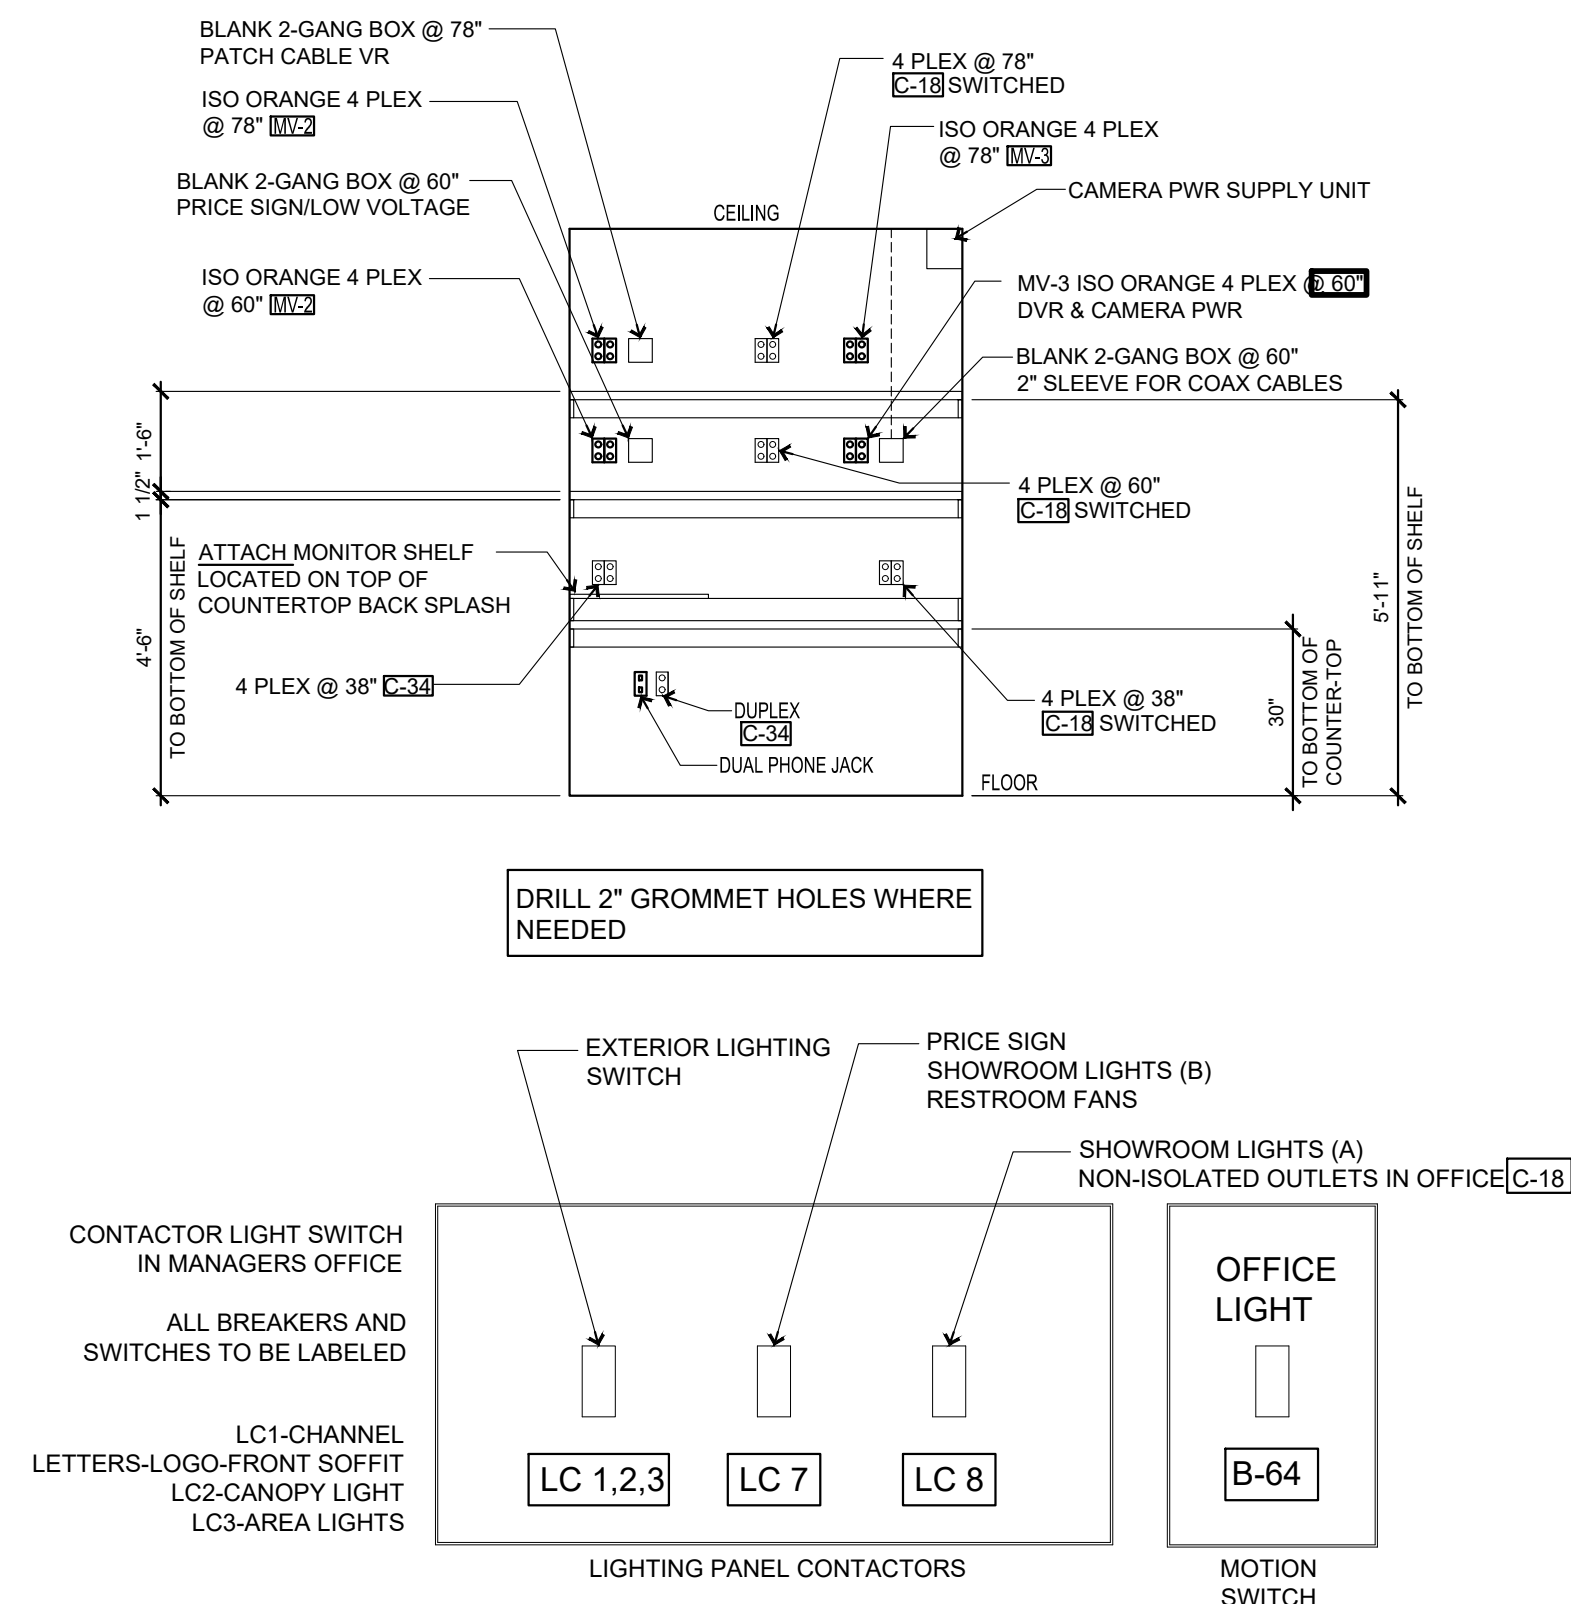 BLANK 2-GANG BOX @ 78"
PATCH CABLE VR
ISO ORANGE 4 PLEX
@ 78" MV-2
BLANK 2-GANG BOX @ 60"
PRICE SIGN/LOW VOLTAGE
ISO ORANGE 4 PLEX
@ 60" MV-2
4 PLEX @ 78"
C-18 SWITCHED
ISO ORANGE 4 PLEX
@ 78" MV-3
CAMERA PWR SUPPLY UNIT
CEILING
MV-3 ISO ORANGE 4 PLEX @ 60"
DVR & CAMERA PWR
BLANK 2-GANG BOX @ 60"
2" SLEEVE FOR COAX CABLES
1'-6"
1 1/2"
4'-6"
TO BOTTOM OF SHELF
4 PLEX @ 60"
C-18 SWITCHED
ATTACH MONITOR SHELF
LOCATED ON TOP OF
COUNTERTOP BACK SPLASH
4 PLEX @ 38" C-34
DUPLEX
C-34
DUAL PHONE JACK
4 PLEX @ 38"
C-18 SWITCHED
FLOOR
30"
TO BOTTOM OF
COUNTER-TOP
5'-11"
TO BOTTOM OF SHELF
DRILL 2" GROMMET HOLES WHERE
NEEDED
EXTERIOR LIGHTING
SWITCH
PRICE SIGN
SHOWROOM LIGHTS (B)
RESTROOM FANS
SHOWROOM LIGHTS (A)
NON-ISOLATED OUTLETS IN OFFICE C-18
CONTACTOR LIGHT SWITCH
IN MANAGERS OFFICE
ALL BREAKERS AND
SWITCHES TO BE LABELED
LC1-CHANNEL
LETTERS-LOGO-FRONT SOFFIT
LC2-CANOPY LIGHT
LC3-AREA LIGHTS
LC 1,2,3
LC 7
LC 8
OFFICE
LIGHT
B-64
LIGHTING PANEL CONTACTORS
MOTION
SWITCH